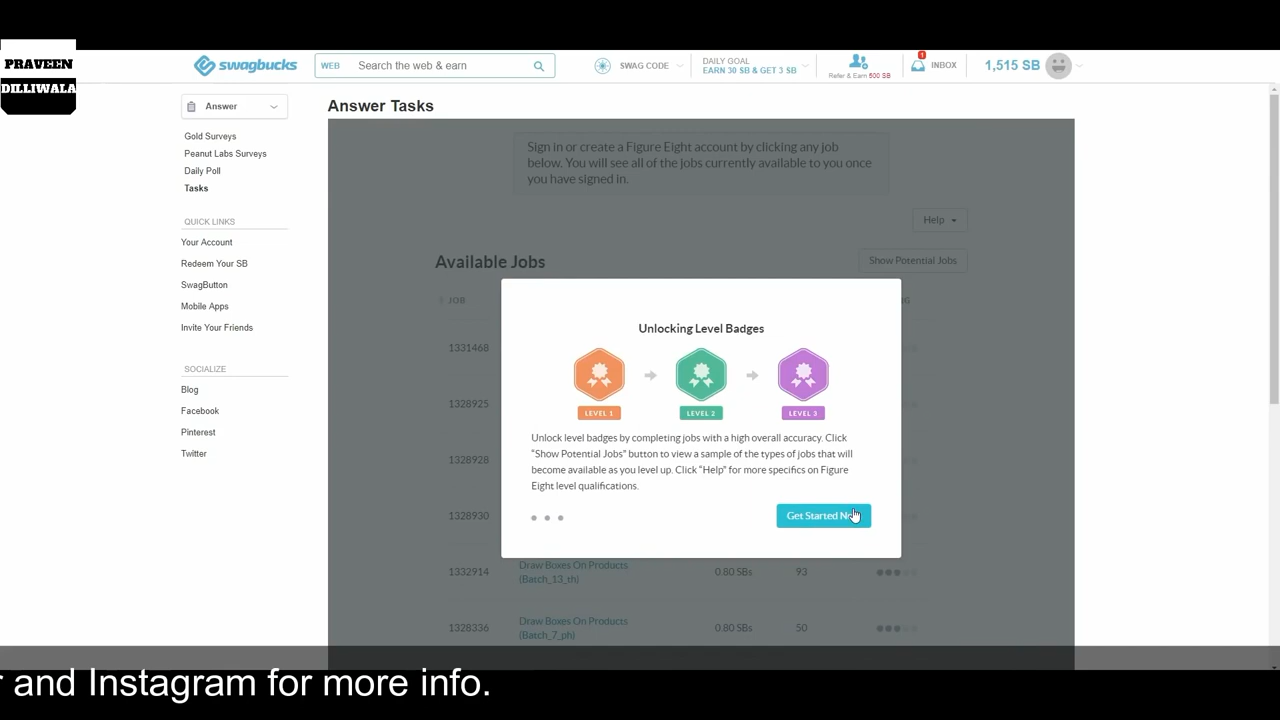 PRAVEEN
DILLIWALA
swagbucks
WEB Search the web & earn
SWAG CODE
DAILY GOAL
EARN 30 SB & GET 3 SB
Refer & Earn 500 SB
1
INBOX
1,515 SB
Answer
Gold Surveys
Peanut Labs Surveys
Daily Poll
Tasks
QUICK LINKS
Your Account
Redeem Your SB
SwagButton
Mobile Apps
Invite Your Friends
SOCIALIZE
Blog
Facebook
Pinterest
Twitter
Answer Tasks
Sign in or create a Figure Eight account by clicking any job
below. You will see all of the jobs currently available to you once
you have signed in.
Help
Available Jobs
Show Potential Jobs
JOB
1331468
1328925
1328928
1328930
Unlocking Level Badges
LEVEL 1
LEVEL 2
LEVEL 3
Unlock level badges by completing jobs with a high overall accuracy. Click
“Show Potential Jobs” button to view a sample of the types of jobs that will
become available as you level up. Click “Help” for more specifics on Figure
Eight level qualifications.
Get Started
1332914 Draw Boxes On Products 0.80 SBs 93
(Batch_13_th)
1328336 Draw Boxes On Products 0.80 SBs 50
(Batch_7_ph)
and Instagram for more info.